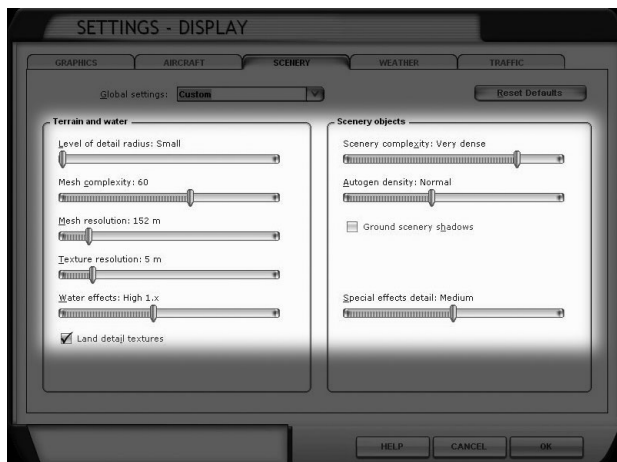 SETTINGS - DISPLAY
GRAPHICS
AIRCRAFT
SCENERY
WEATHER
TRAFFIC
Global settings: Custom
Reset Defaults
Terrain and water
Level of detail radius: Small
Mesh complexity: 60
Mesh resolution: 152 m
Texture resolution: 5 m
Water effects: High 1.x
Land detail textures
Scenery objects
Scenery complexity: Very dense
Autogen density: Normal
Ground scenery shadows
Special effects detail: Medium
HELP
CANCEL
OK